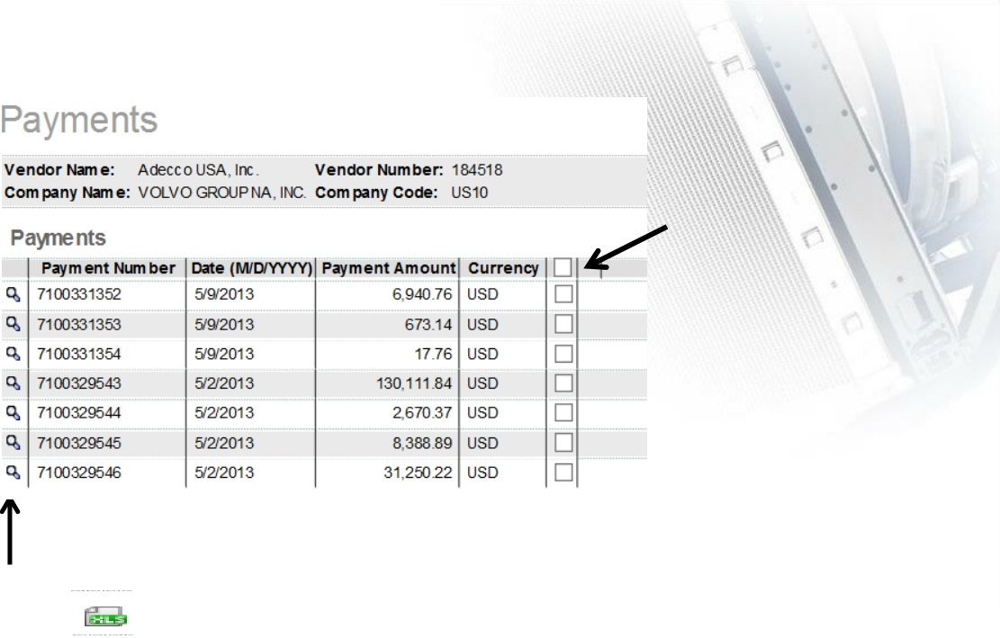 Payments
Vendor Name: Adecco USA, Inc. Vendor Number: 184518
Company Name: VOLVO GROUP NA, INC. Company Code: US10
Payments
Payment Number Date (M/D/YYYY) Payment Amount Currency
7100331352 5/9/2013 6,940.76 USD
7100331353 5/9/2013 673.14 USD
7100331354 5/9/2013 17.76 USD
7100329543 5/2/2013 130,111.84 USD
7100329544 5/2/2013 2,670.37 USD
7100329545 5/2/2013 8,388.89 USD
7100329546 5/2/2013 31,250.22 USD
XLS